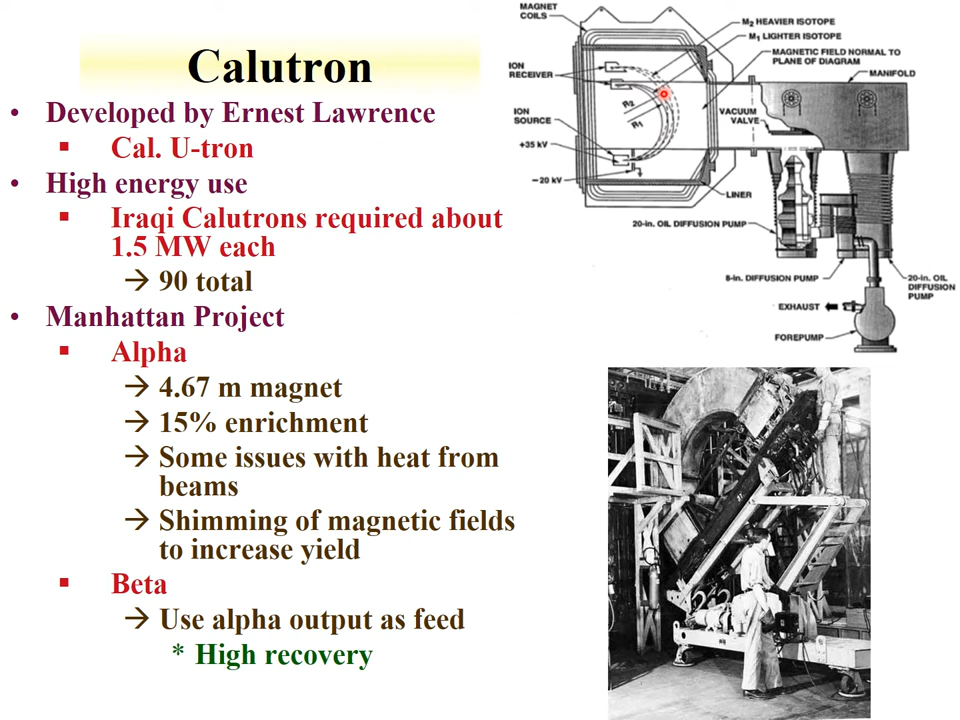 Calutron
• Developed by Ernest Lawrence
▪ Cal. U-tron
• High energy use
▪ Iraqi Calutrons required about
1.5 MW each
→ 90 total
• Manhattan Project
▪ Alpha
→ 4.67 m magnet
→ 15% enrichment
→ Some issues with heat from
beams
→ Shimming of magnetic fields
to increase yield
▪ Beta
→ Use alpha output as feed
* High recovery
MAGNET
COILS
M2 HEAVIER ISOTOPE
M1 LIGHTER ISOTOPE
MAGNETIC FIELD NORMAL TO
PLANE OF DIAGRAM
MANIFOLD
ION
RECEIVER
R2
R1
ION
SOURCE
VACUUM
VALVE
+35 kV
−20 kV
LINER
20-in. OIL DIFFUSION PUMP
8-in. DIFFUSION PUMP
20-in. OIL
DIFFUSION
PUMP
EXHAUST
FOREPUMP